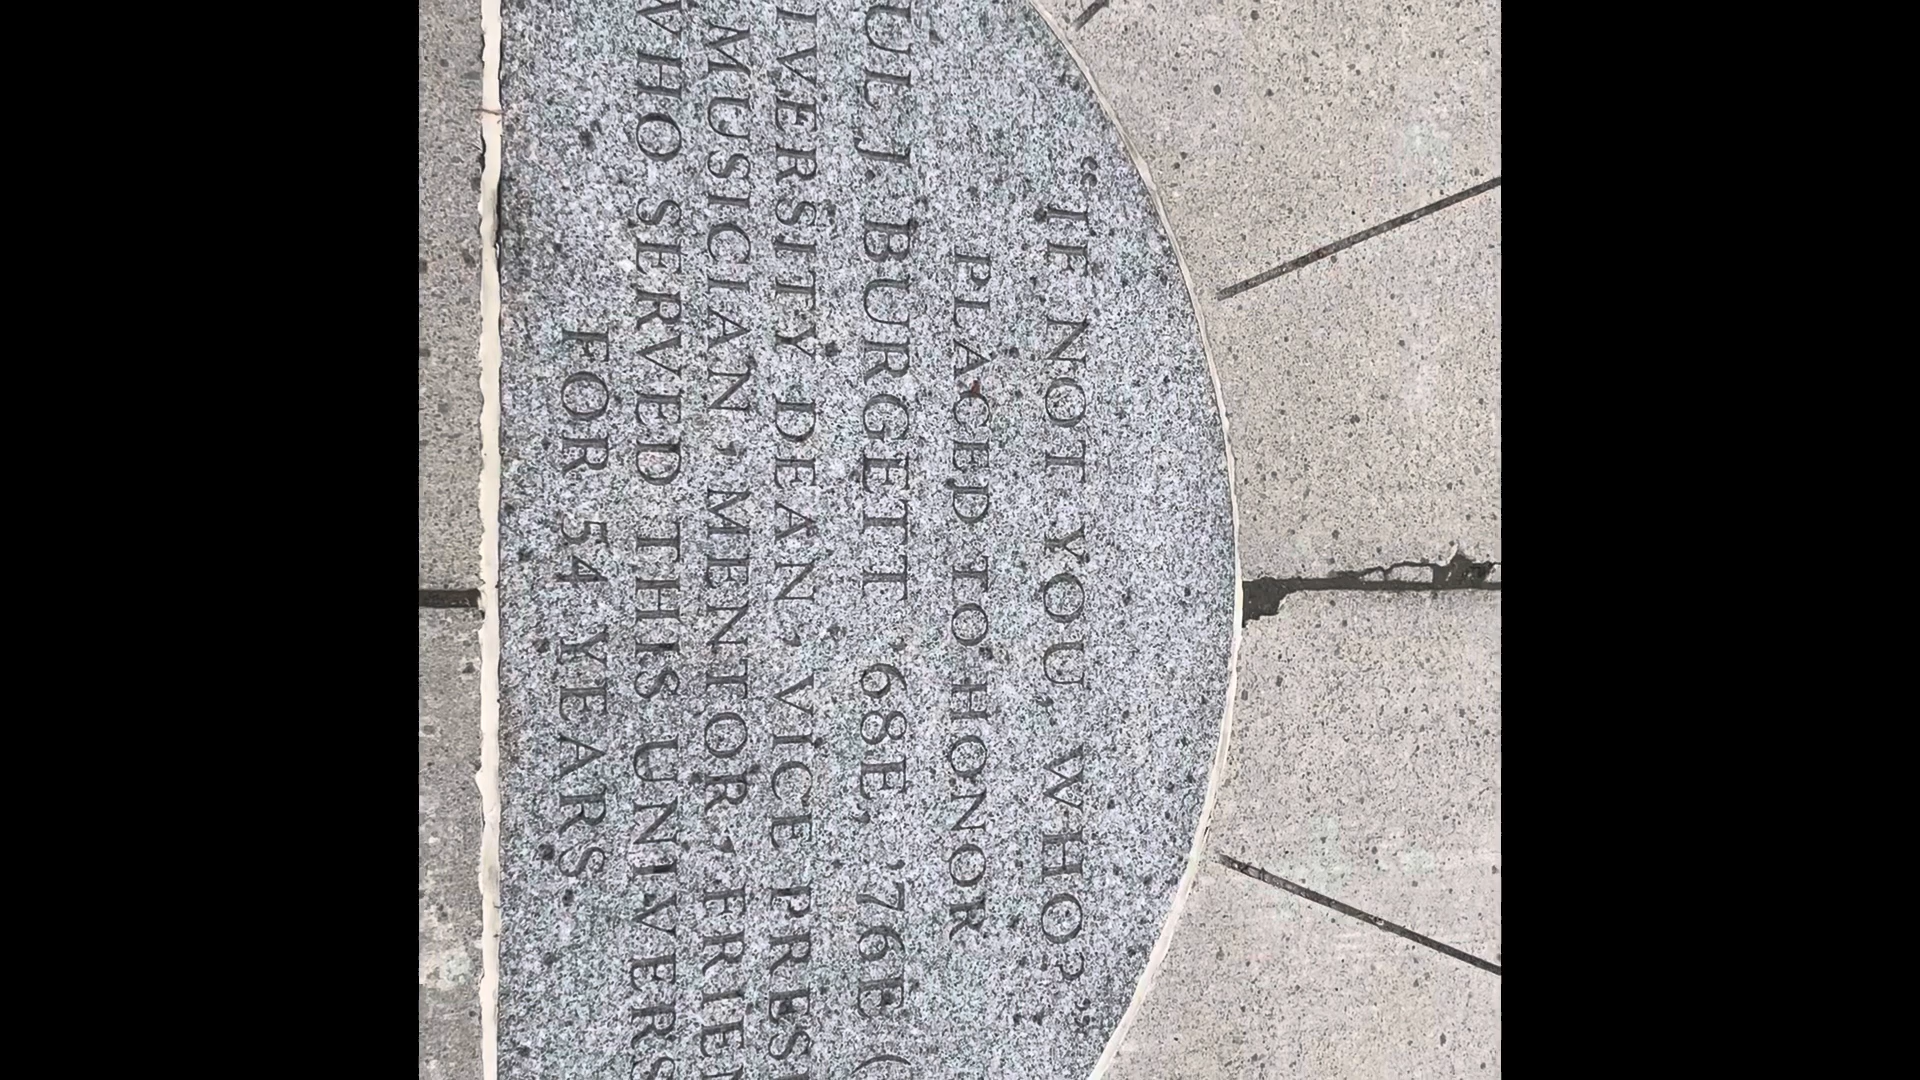 “IF NOT YOU, WHO?”
PLACED TO HONOR
UL J. BURGETT ’68E, ’76E (
IVERSITY DEAN, VICE PRESI
MUSICIAN, MENTOR, FRIEN
WHO SERVED THIS UNIVERS
FOR 54 YEARS